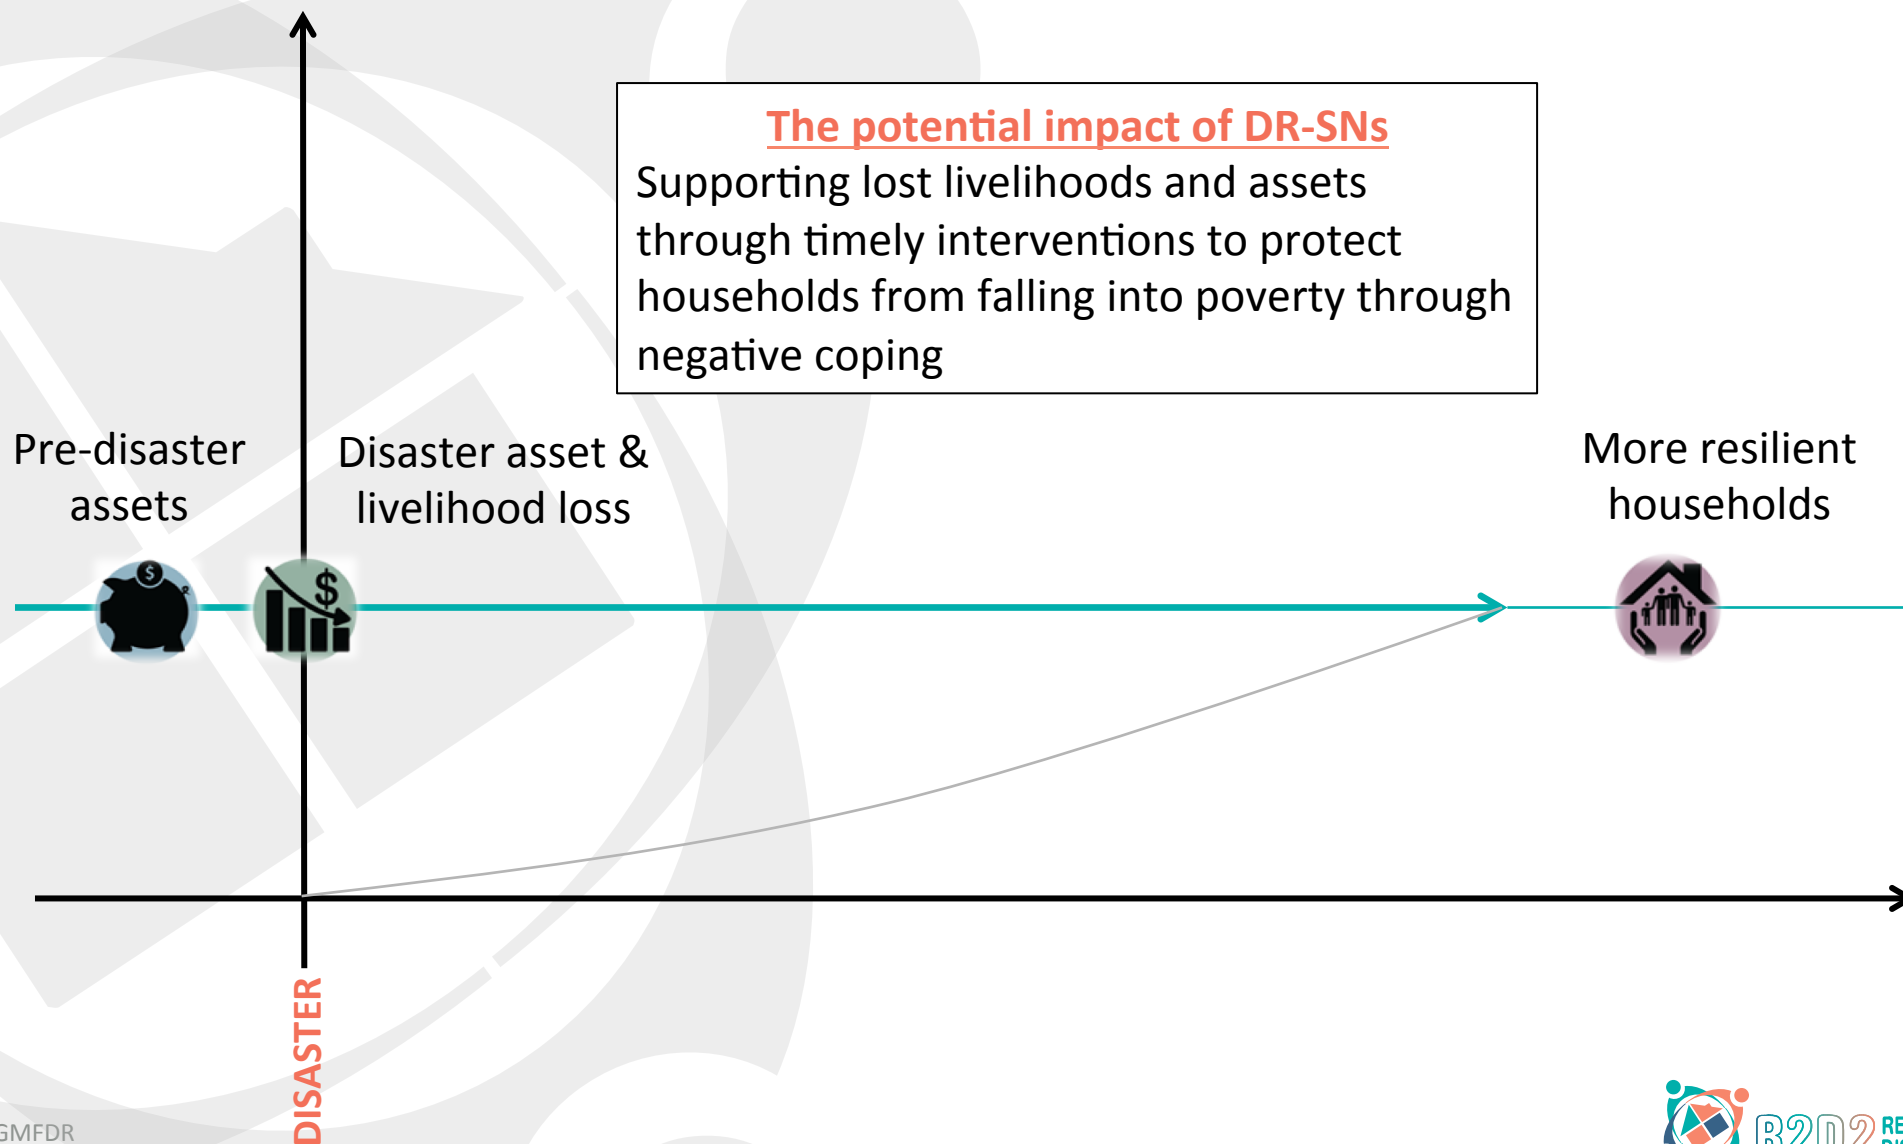 The potential impact of DR-SNs
Supporting lost livelihoods and assets
through timely interventions to protect
households from falling into poverty through
negative coping
Pre-disaster
assets
Disaster asset &
livelihood loss
More resilient
households
DISASTER
GMFDR
B2D2